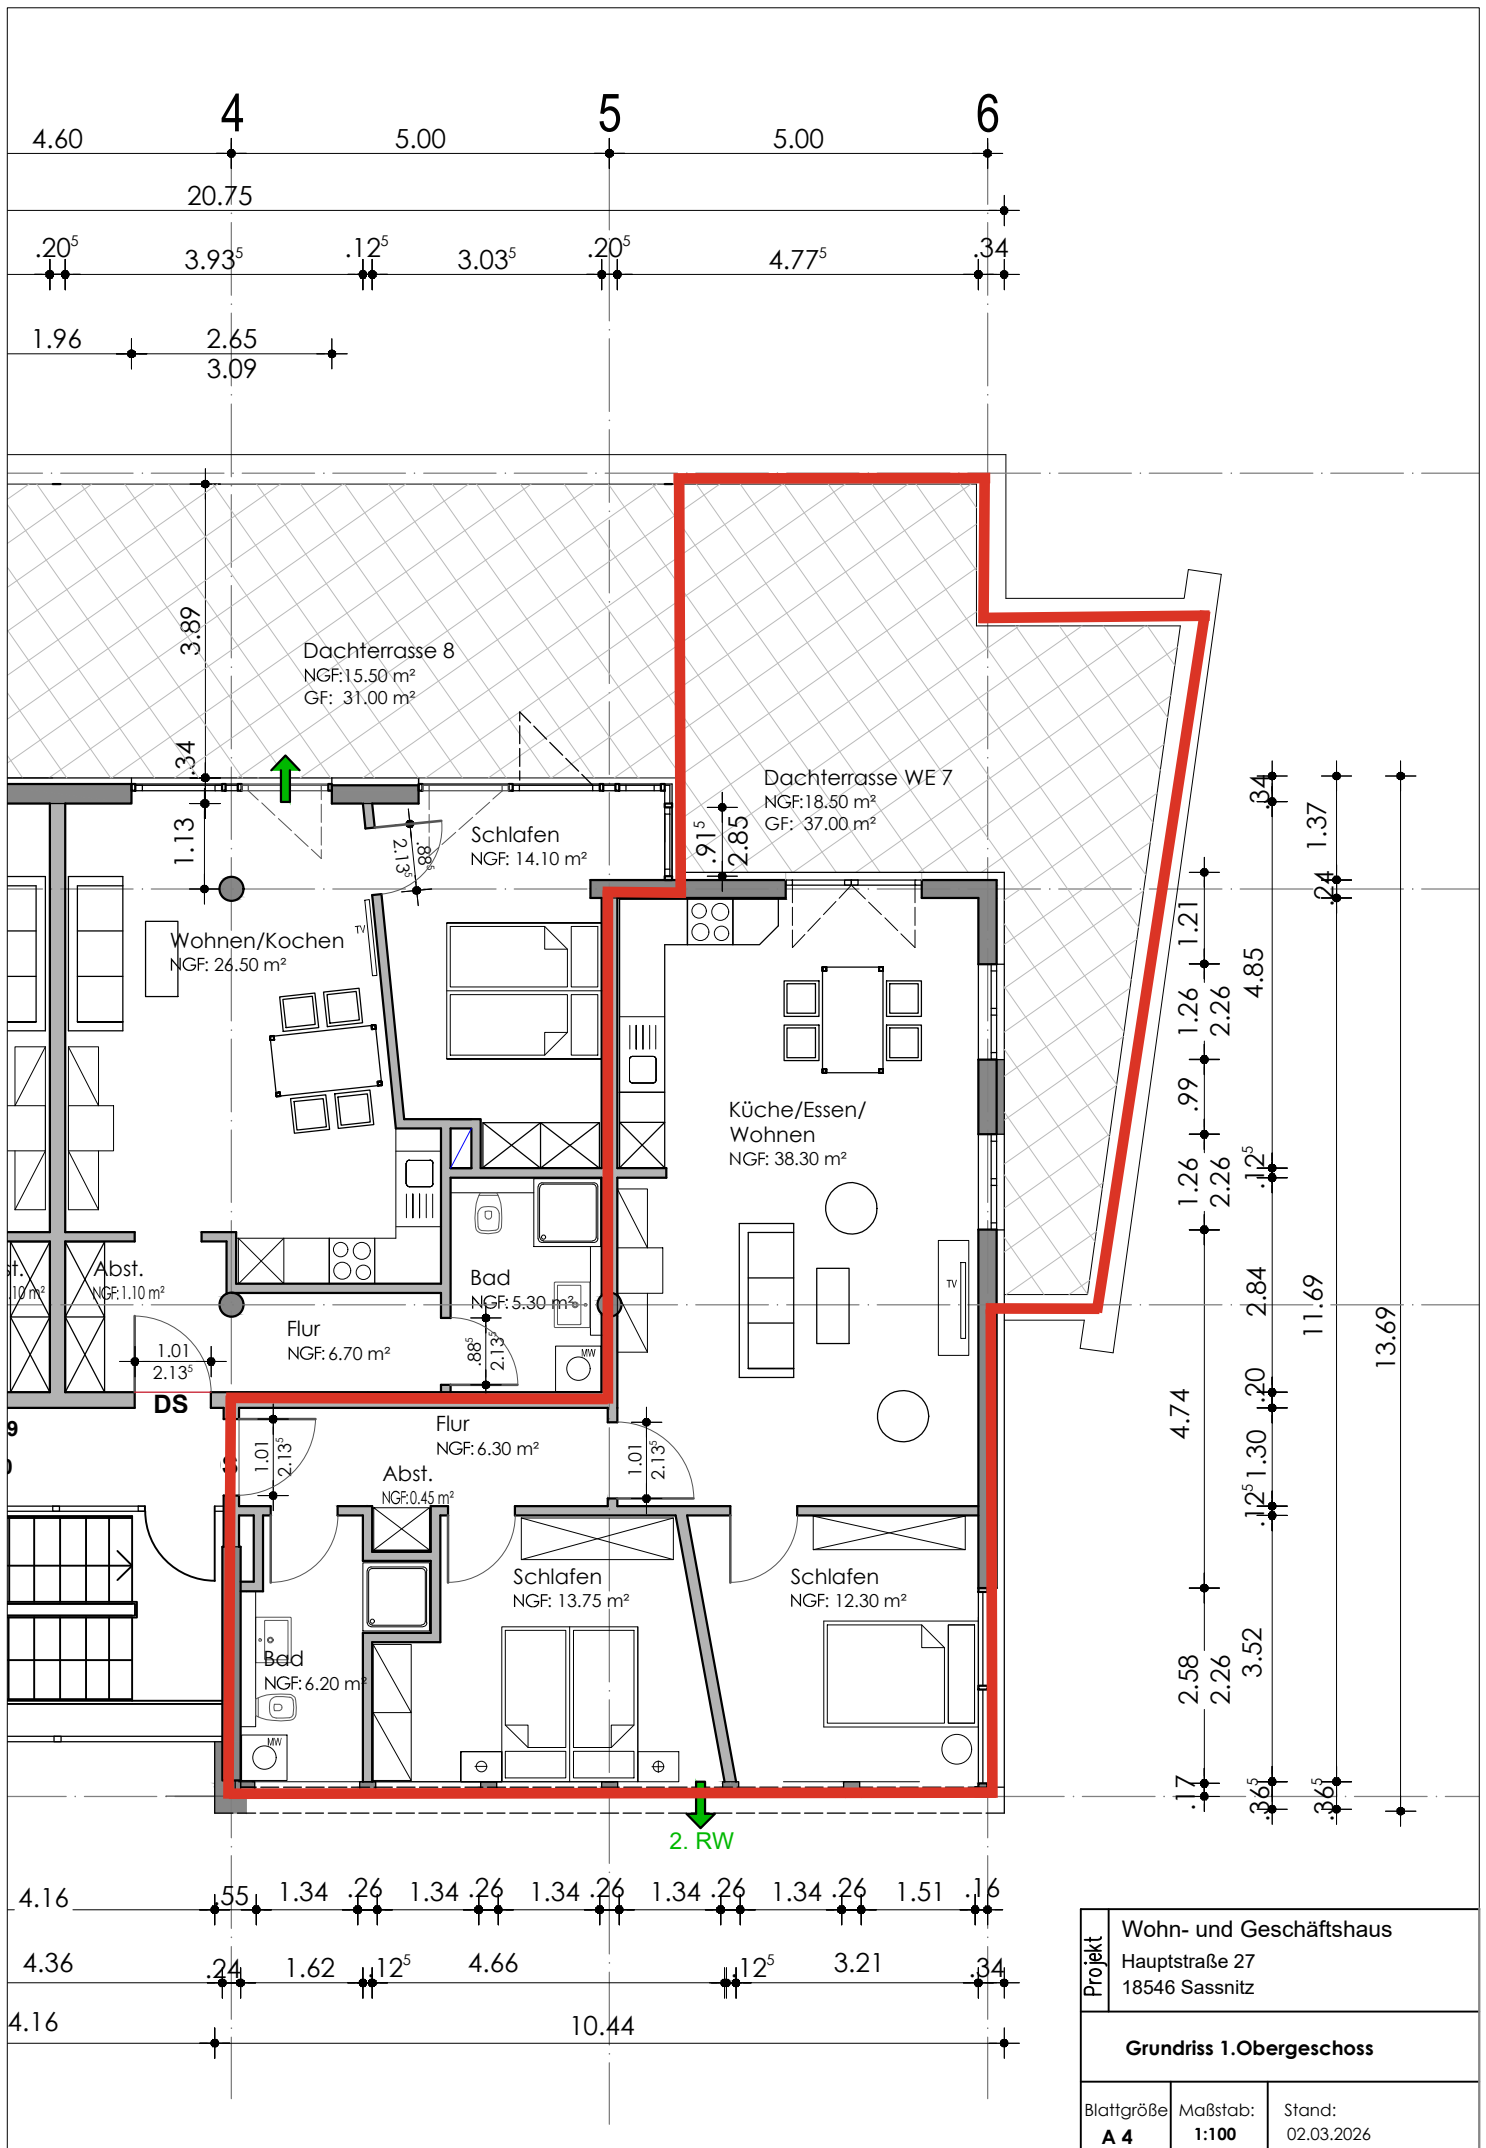 4
5
6
4.60
5.00
5.00
20.75
.20⁵
3.93⁵
.12⁵
3.03⁵
.20⁵
4.77⁵
.34
1.96
2.65
3.09
3.89
.34
1.13
Dachterrasse 8
NGF:15.50 m²
GF: 31.00 m²
Dachterrasse WE 7
NGF:18.50 m²
GF: 37.00 m²
.91⁵
2.85
Schlafen
NGF: 14.10 m²
.88⁵
2.13⁵
Wohnen/Kochen
NGF: 26.50 m²
TV
Küche/Essen/
Wohnen
NGF: 38.30 m²
TV
Abst.
NGF:1.10 m²
Bad
NGF:5.30 m²
.88⁵
2.13⁵
MW
Flur
NGF: 6.70 m²
1.01
2.13⁵
DS
9
Flur
NGF: 6.30 m²
1.01
2.13⁵
1.01
2.13⁵
Abst.
NGF:0.45 m²
Schlafen
NGF: 13.75 m²
Schlafen
NGF: 12.30 m²
Bad
NGF: 6.20 m²
MW
2. RW
1.21
1.26
2.26
.99
1.26
2.26
4.74
2.58
2.26
.17
.34
4.85
.12⁵
2.84
.20
1.30
.12⁵
3.52
.36⁵
1.37
.24
11.69
.36⁵
13.69
4.16
.55
1.34
.26
1.34
.26
1.34
.26
1.34
.26
1.34
.26
1.51
.16
4.36
.24
1.62
.12⁵
4.66
.12⁵
3.21
.34
4.16
10.44
Projekt
Wohn- und Geschäftshaus
Hauptstraße 27
18546 Sassnitz
Grundriss 1.Obergeschoss
Blattgröße
A 4
Maßstab:
1:100
Stand:
02.03.2026